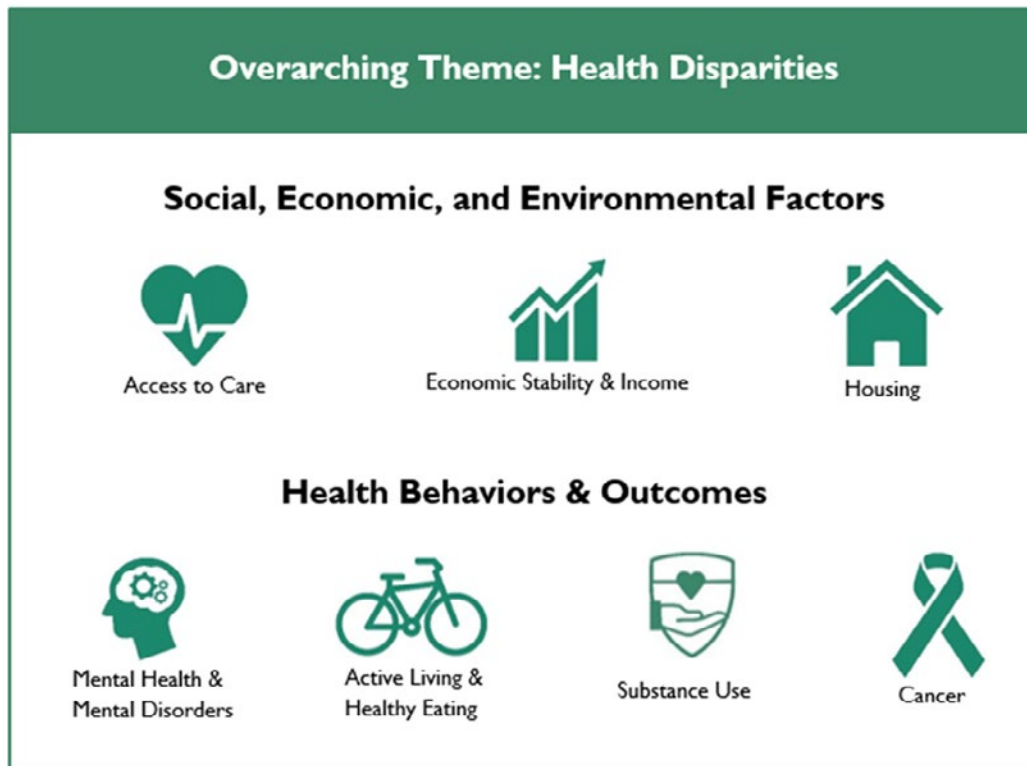 Overarching Theme: Health Disparities
Social, Economic, and Environmental Factors
Access to Care
Economic Stability & Income
Housing
Health Behaviors & Outcomes
Mental Health &
Mental Disorders
Active Living &
Healthy Eating
Substance Use
Cancer